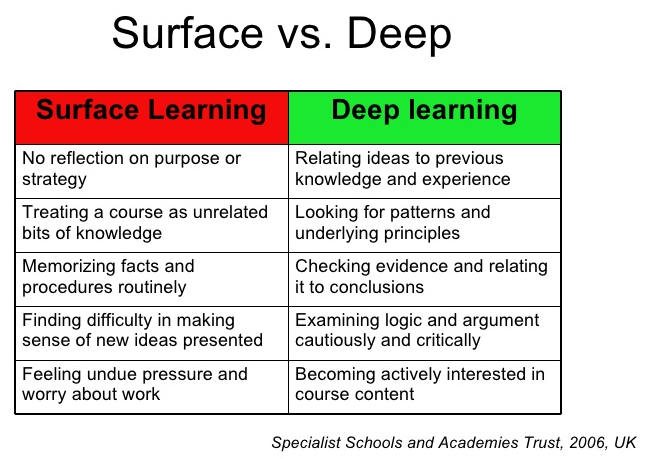 Surface vs. Deep
Surface Learning
Deep learning
No reflection on purpose or
strategy
Relating ideas to previous
knowledge and experience
Treating a course as unrelated
bits of knowledge
Looking for patterns and
underlying principles
Memorizing facts and
procedures routinely
Checking evidence and relating
it to conclusions
Finding difficulty in making
sense of new ideas presented
Examining logic and argument
cautiously and critically
Feeling undue pressure and
worry about work
Becoming actively interested in
course content
Specialist Schools and Academies Trust, 2006, UK